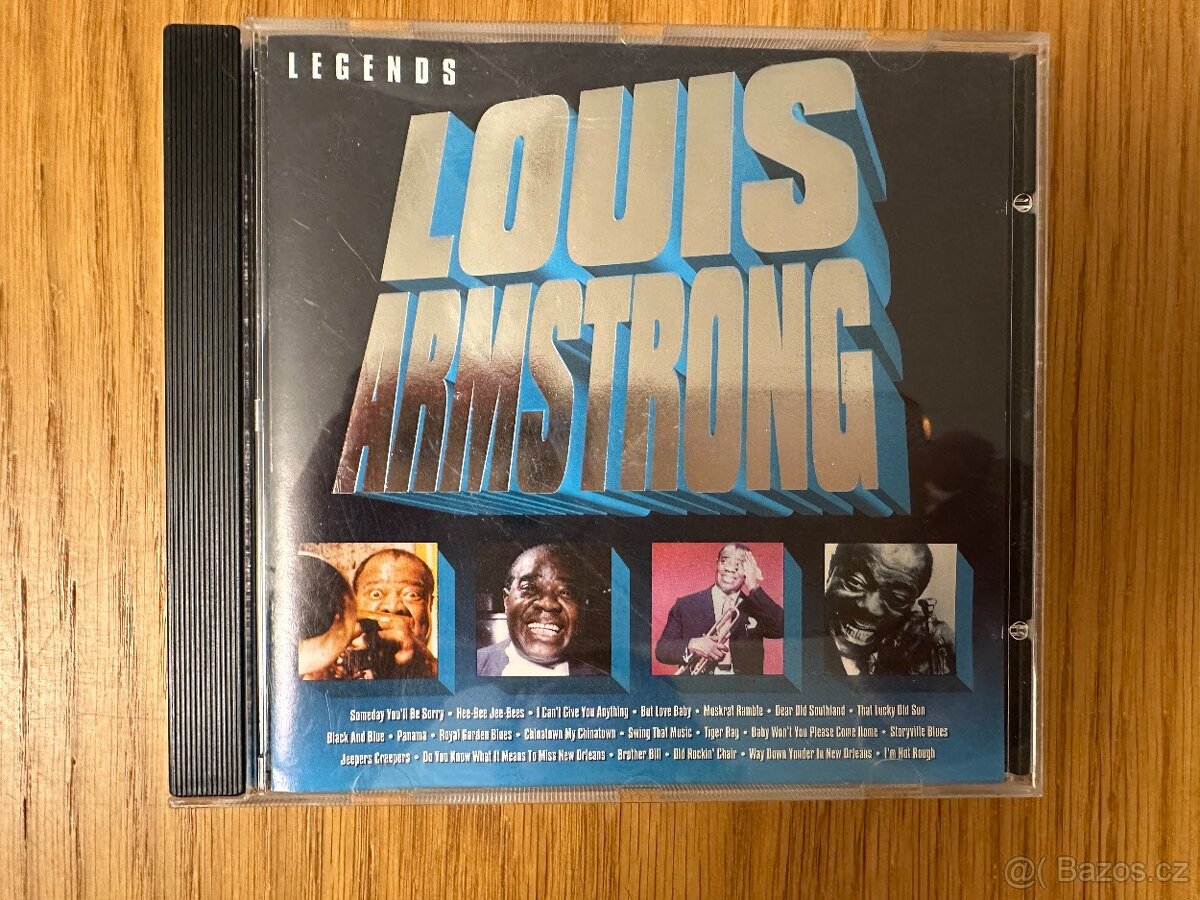 LEGENDS
LOUIS
ARMSTRONG
Someday You'll Be Sorry • Hee-Bee Jee-Bees • I Can't Give You Anything • But Love Baby • Muskrat Ramble • Dear Old Southland • That Lucky Old Sun
Black And Blue • Panama • Royal Garden Blues • Chinatown My Chinatown • Swing That Music • Tiger Rag • Baby Won't You Please Come Home • Storyville Blues
Jeepers Creepers • Do You Know What It Means To Miss New Orleans • Brother Bill • Old Rockin' Chair • Way Down Yonder In New Orleans • I'm Not Rough
@( Bazos.cz